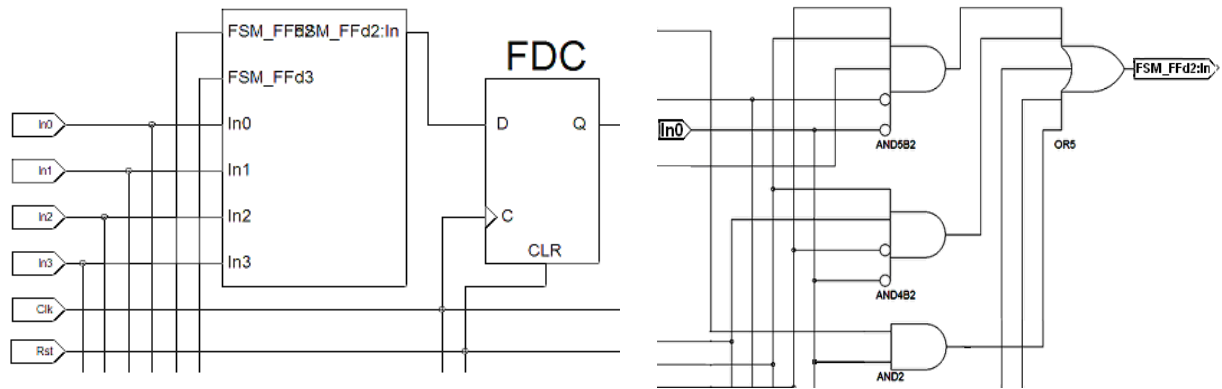 FSM_FFd2 FSM_FFd2:In
FSM_FFd3
In0
In1
In2
In3
FDC
D
Q
C
CLR
In0
In1
In2
In3
Clk
Rst
In0
AND5B2
AND4B2
AND2
OR5
FSM_FFd2:In